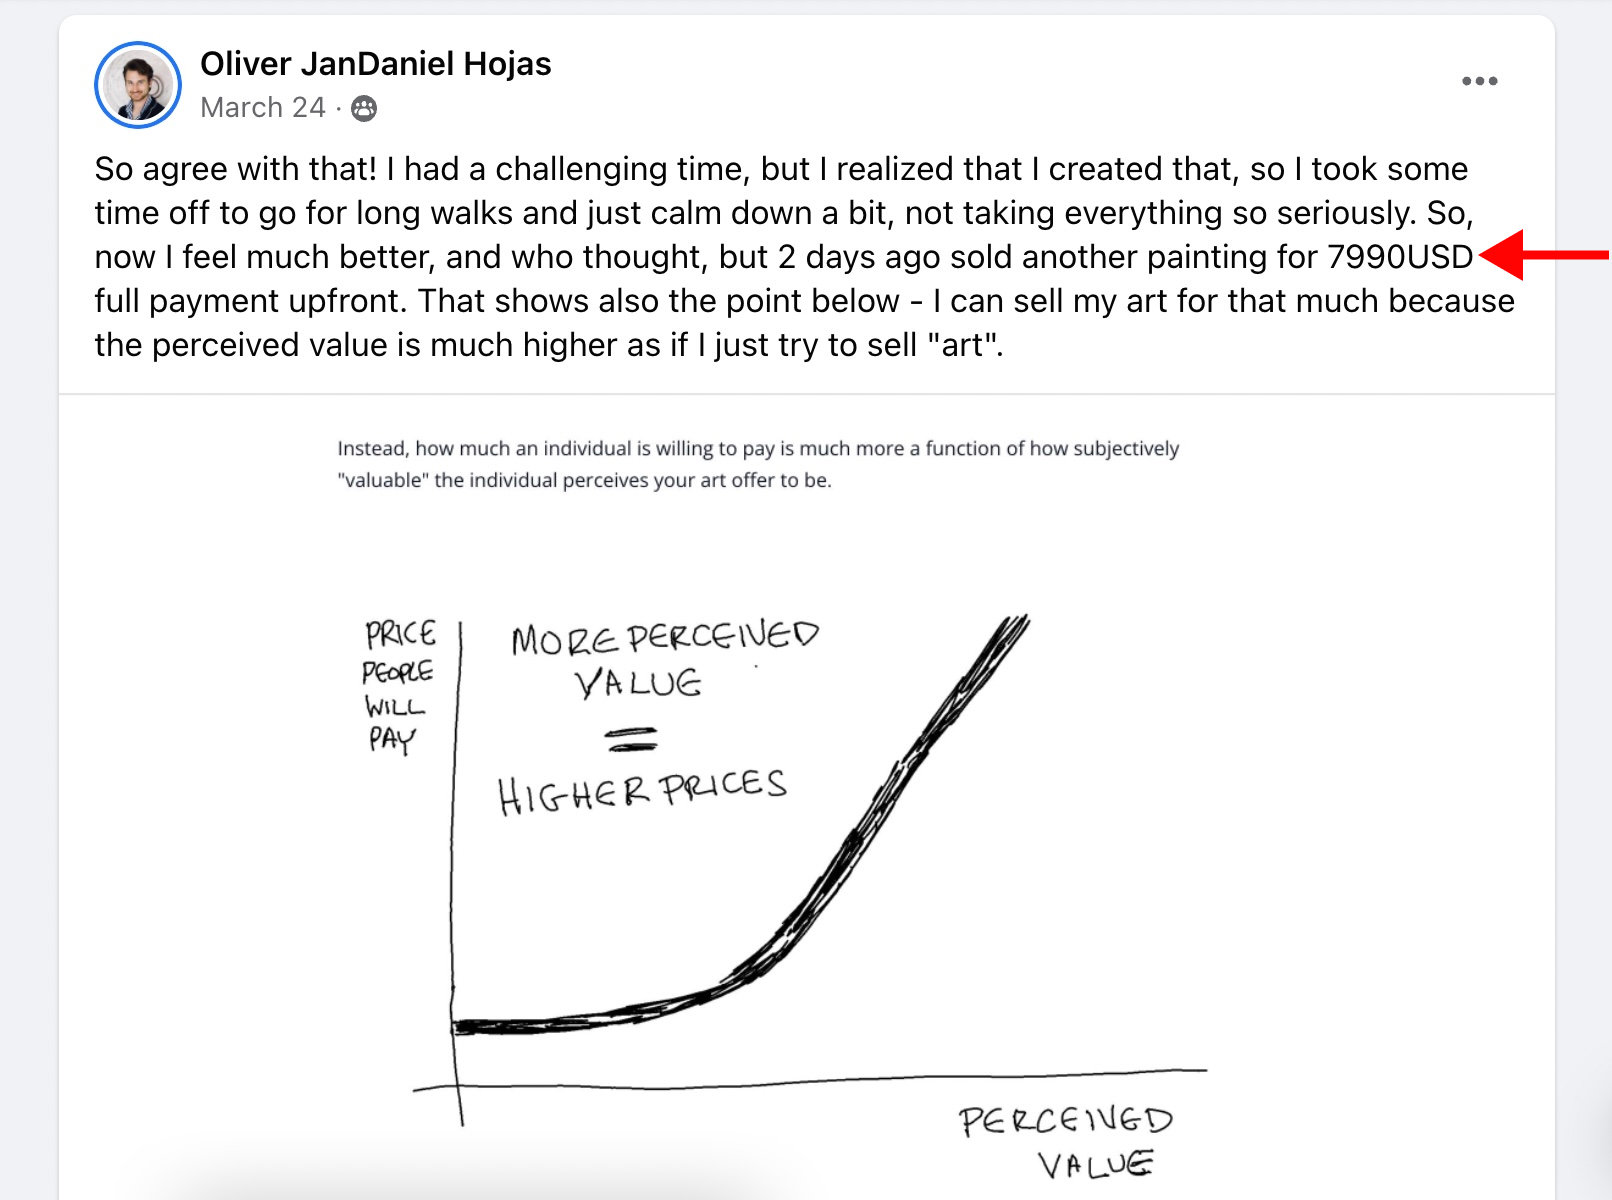 Oliver JanDaniel Hojas
March 24 ·
So agree with that! I had a challenging time, but I realized that I created that, so I took some
time off to go for long walks and just calm down a bit, not taking everything so seriously. So,
now I feel much better, and who thought, but 2 days ago sold another painting for 7990USD
full payment upfront. That shows also the point below - I can sell my art for that much because
the perceived value is much higher as if I just try to sell "art".
Instead, how much an individual is willing to pay is much more a function of how subjectively
"valuable" the individual perceives your art offer to be.
PRICE
PEOPLE
WILL
PAY
MORE PERCEIVED
VALUE
=
HIGHER PRICES
PERCEIVED
VALUE